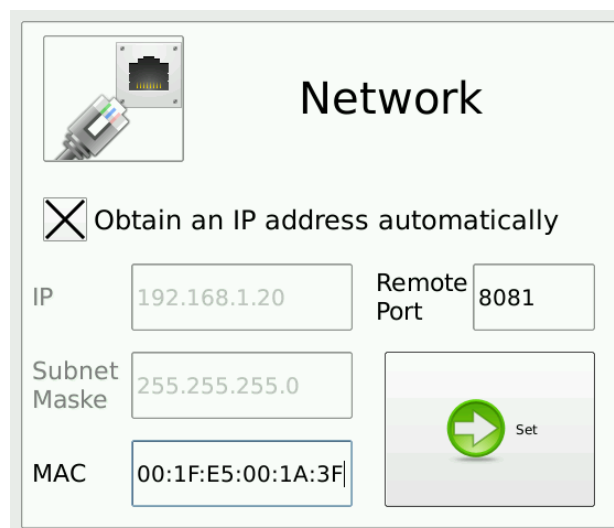 Network
Obtain an IP address automatically
IP
192.168.1.20
Remote
Port
8081
Subnet
Maske
255.255.255.0
Set
MAC
00:1F:E5:00:1A:3F